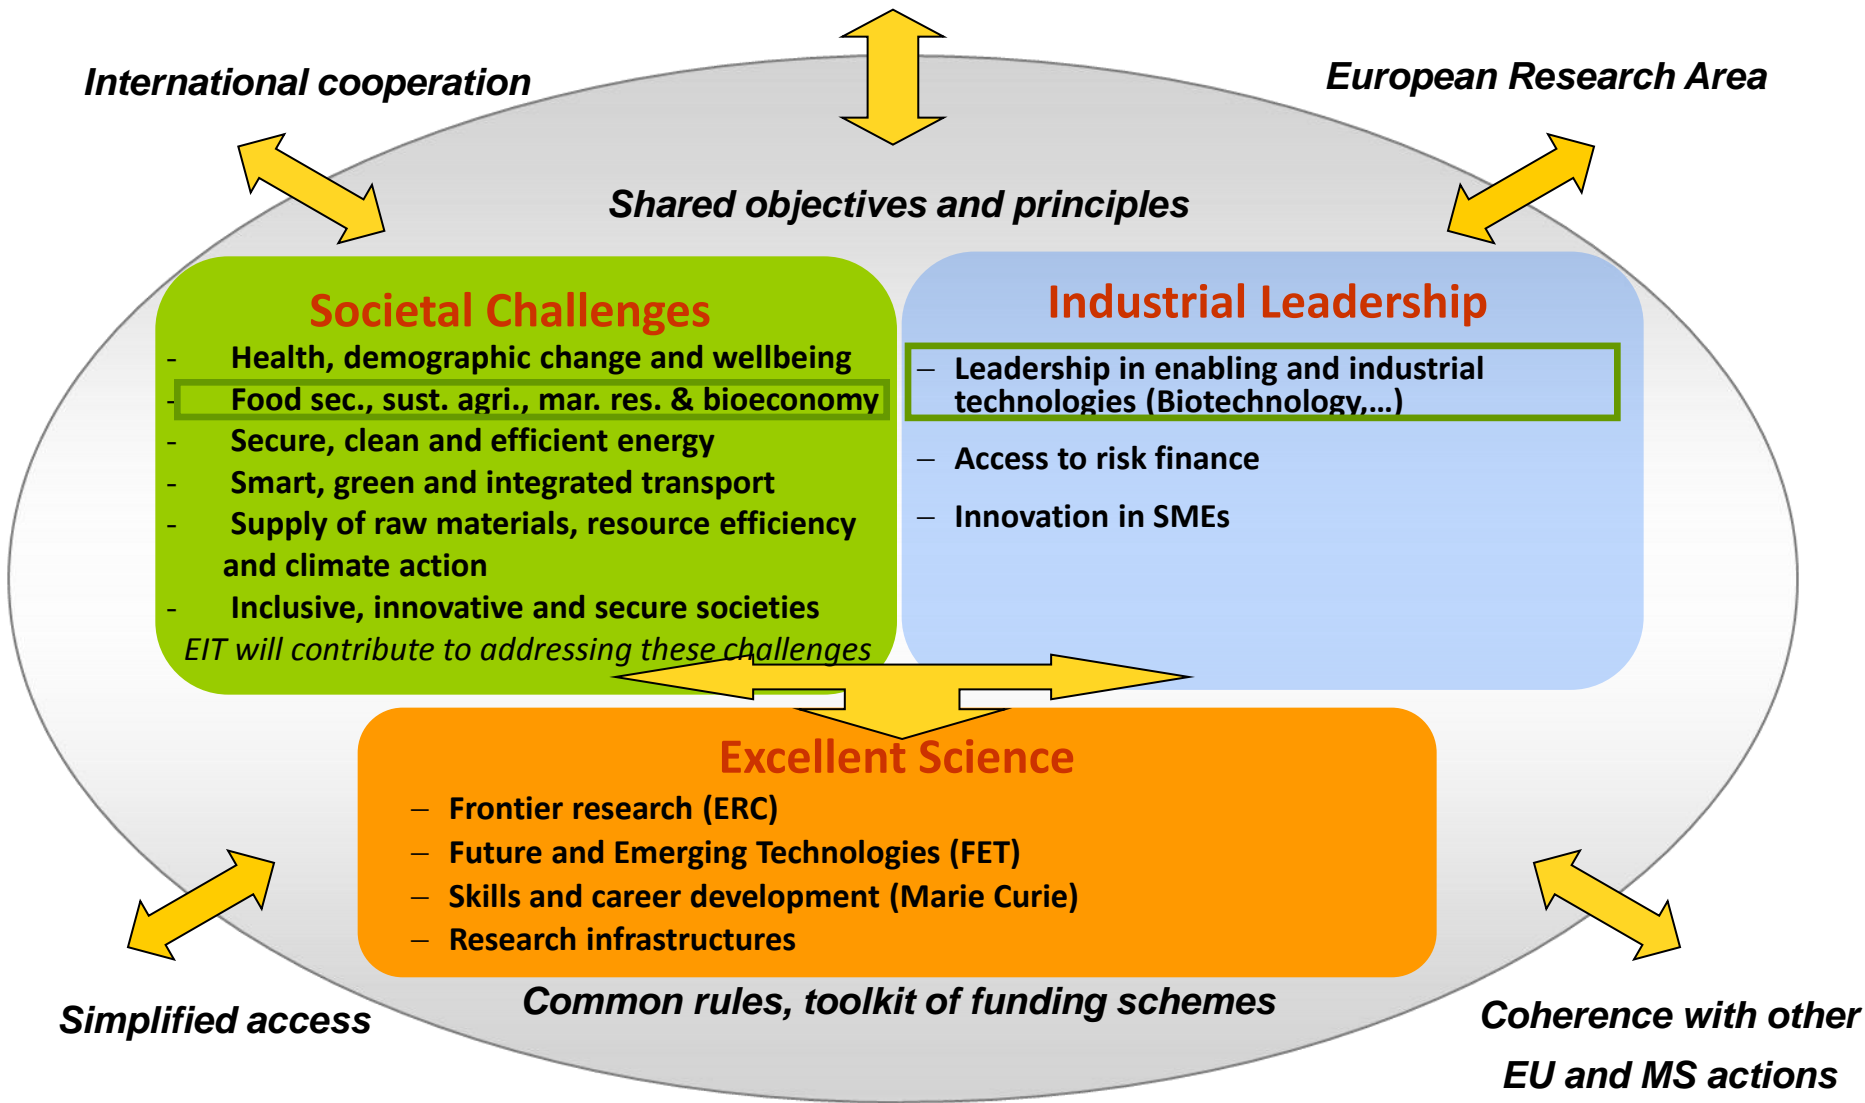 International cooperation
European Research Area
Shared objectives and principles
Societal Challenges
- Health, demographic change and wellbeing
- Food sec., sust. agri., mar. res. & bioeconomy
- Secure, clean and efficient energy
- Smart, green and integrated transport
- Supply of raw materials, resource efficiency
and climate action
- Inclusive, innovative and secure societies
EIT will contribute to addressing these challenges
Industrial Leadership
– Leadership in enabling and industrial
technologies (Biotechnology,…)
– Access to risk finance
– Innovation in SMEs
Excellent Science
– Frontier research (ERC)
– Future and Emerging Technologies (FET)
– Skills and career development (Marie Curie)
– Research infrastructures
Common rules, toolkit of funding schemes
Simplified access
Coherence with other
EU and MS actions